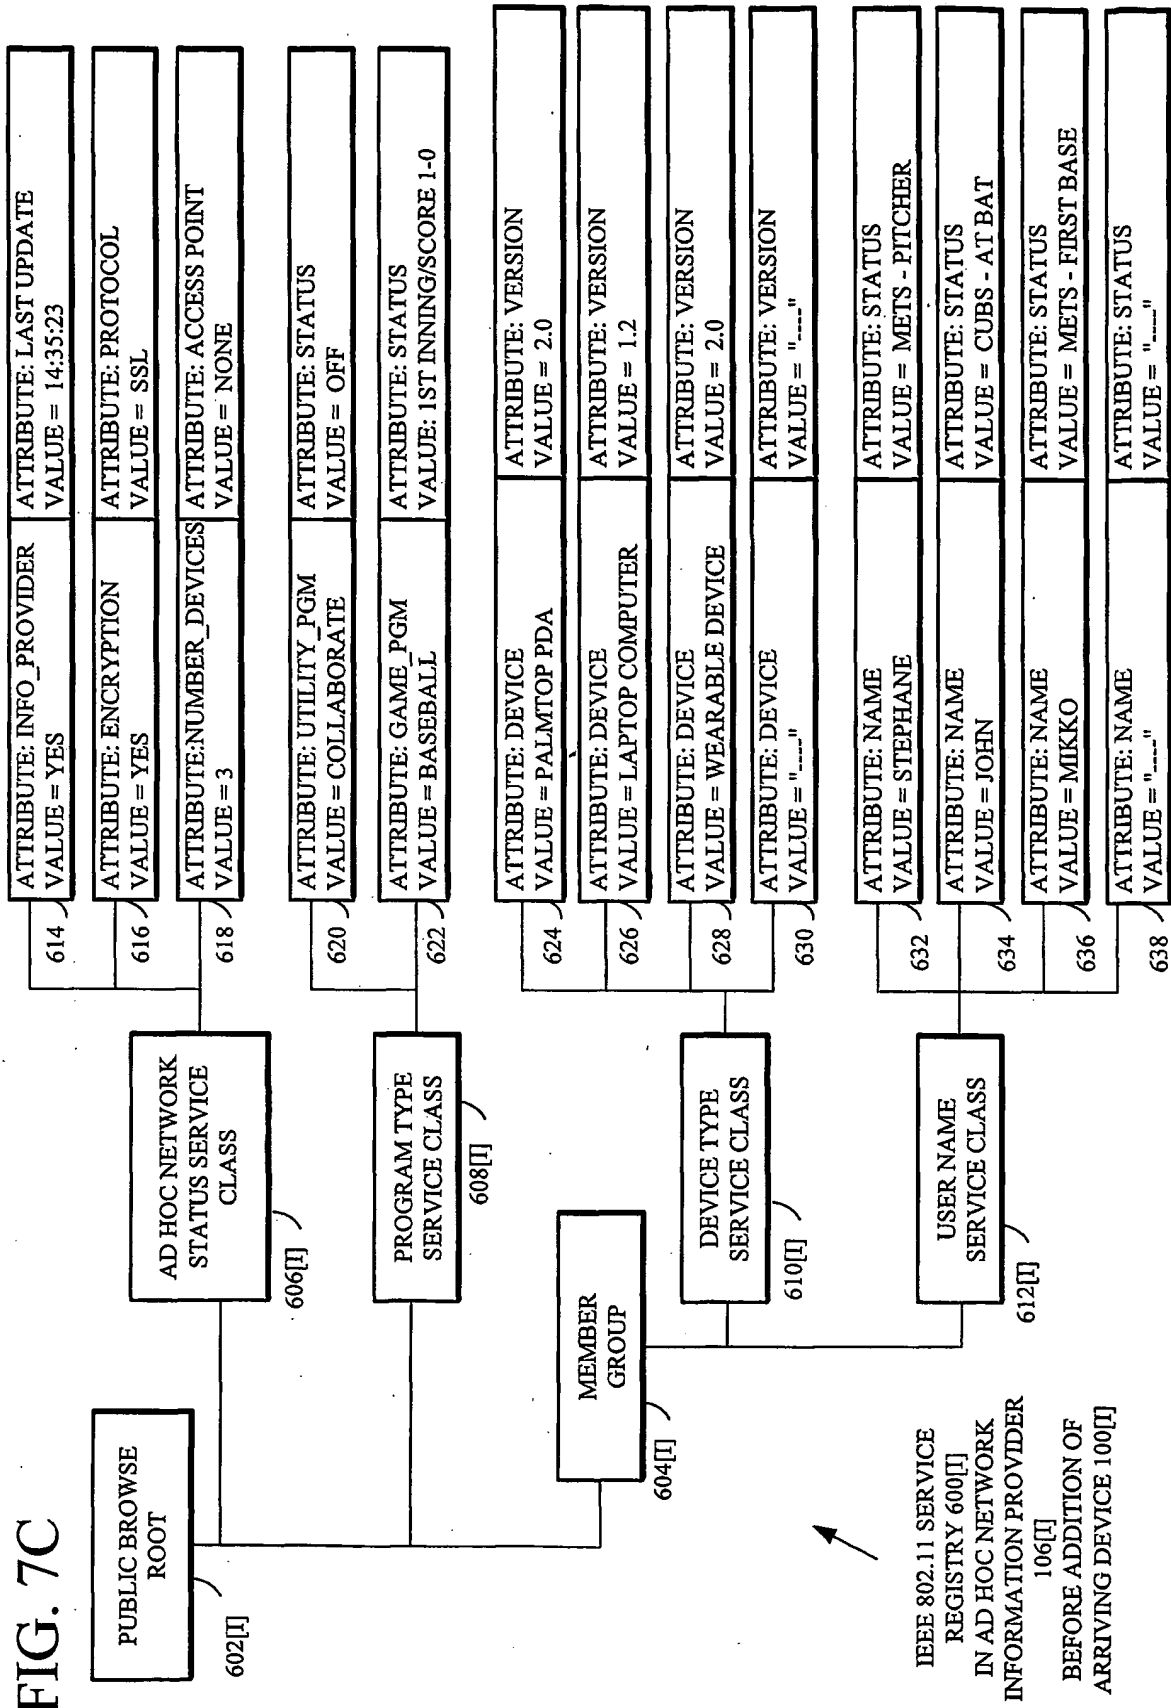 FIG. 7C
PUBLIC BROWSE
ROOT
602[I]
AD HOC NETWORK
STATUS SERVICE
CLASS
606[I]
ATTRIBUTE: INFO_PROVIDER
VALUE = YES
ATTRIBUTE: LAST UPDATE
VALUE = 14:35:23
614
ATTRIBUTE: ENCRYPTION
VALUE = YES
ATTRIBUTE: PROTOCOL
VALUE = SSL
616
ATTRIBUTE:NUMBER_DEVICES
VALUE = 3
ATTRIBUTE: ACCESS POINT
VALUE = NONE
618
PROGRAM TYPE
SERVICE CLASS
608[I]
ATTRIBUTE: UTILITY_PGM
VALUE = COLLABORATE
ATTRIBUTE: STATUS
VALUE = OFF
620
ATTRIBUTE: GAME_PGM
VALUE = BASEBALL
ATTRIBUTE: STATUS
VALUE: 1ST INNING/SCORE 1-0
622
MEMBER
GROUP
604[I]
DEVICE TYPE
SERVICE CLASS
610[I]
ATTRIBUTE: DEVICE
VALUE = PALMTOP PDA
ATTRIBUTE: VERSION
VALUE = 2.0
624
ATTRIBUTE: DEVICE
VALUE = LAPTOP COMPUTER
ATTRIBUTE: VERSION
VALUE = 1.2
626
ATTRIBUTE: DEVICE
VALUE = WEARABLE DEVICE
ATTRIBUTE: VERSION
VALUE = 2.0
628
ATTRIBUTE: DEVICE
VALUE = "----"
ATTRIBUTE: VERSION
VALUE = "----"
630
USER NAME
SERVICE CLASS
612[I]
ATTRIBUTE: NAME
VALUE = STEPHANE
ATTRIBUTE: STATUS
VALUE = METS - PITCHER
632
ATTRIBUTE: NAME
VALUE = JOHN
ATTRIBUTE: STATUS
VALUE = CUBS - AT BAT
634
ATTRIBUTE: NAME
VALUE = MIKKO
ATTRIBUTE: STATUS
VALUE = METS - FIRST BASE
636
ATTRIBUTE: NAME
VALUE = "----"
ATTRIBUTE: STATUS
VALUE = "----"
638
IEEE 802.11 SERVICE
REGISTRY 600[I]
IN AD HOC NETWORK
INFORMATION PROVIDER
106[I]
BEFORE ADDITION OF
ARRIVING DEVICE 100[I]